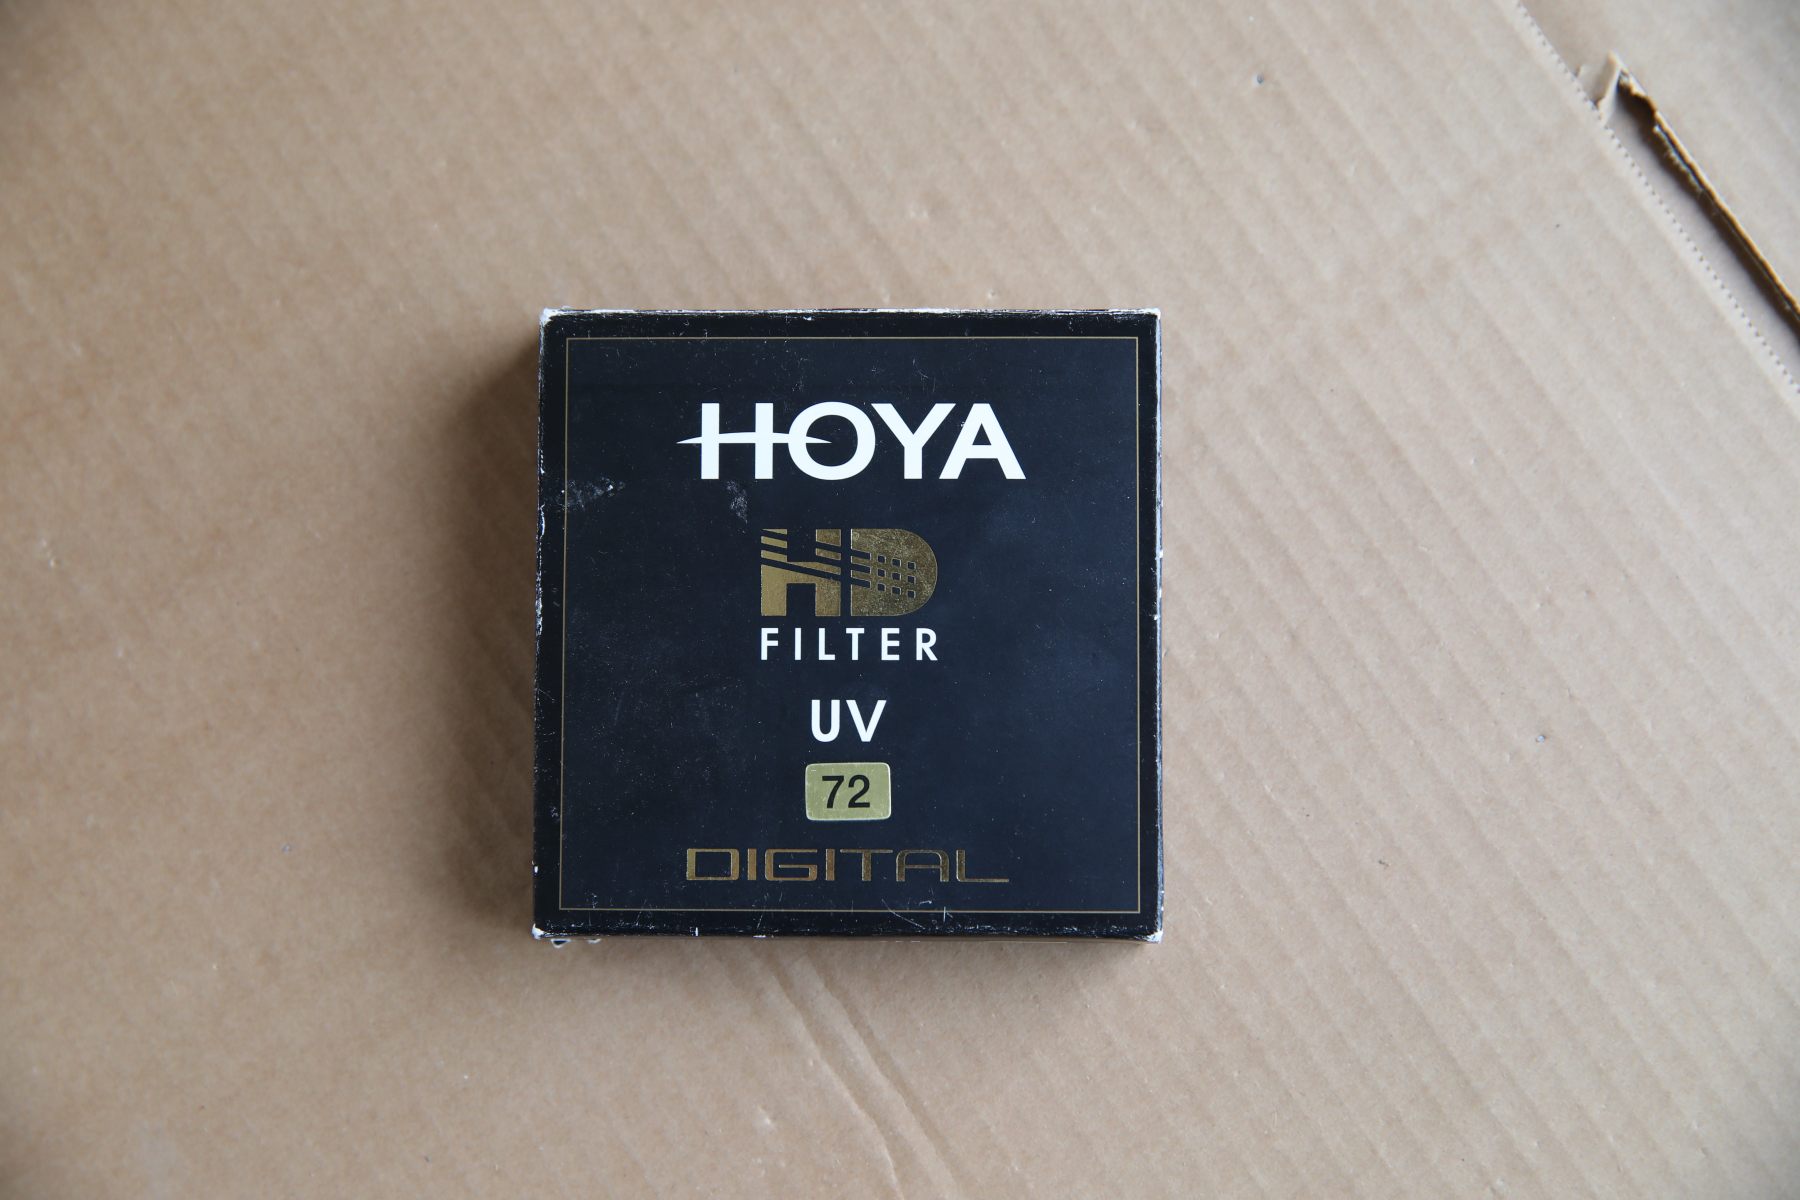 HOYA
HD
FILTER
UV
72
DIGITAL